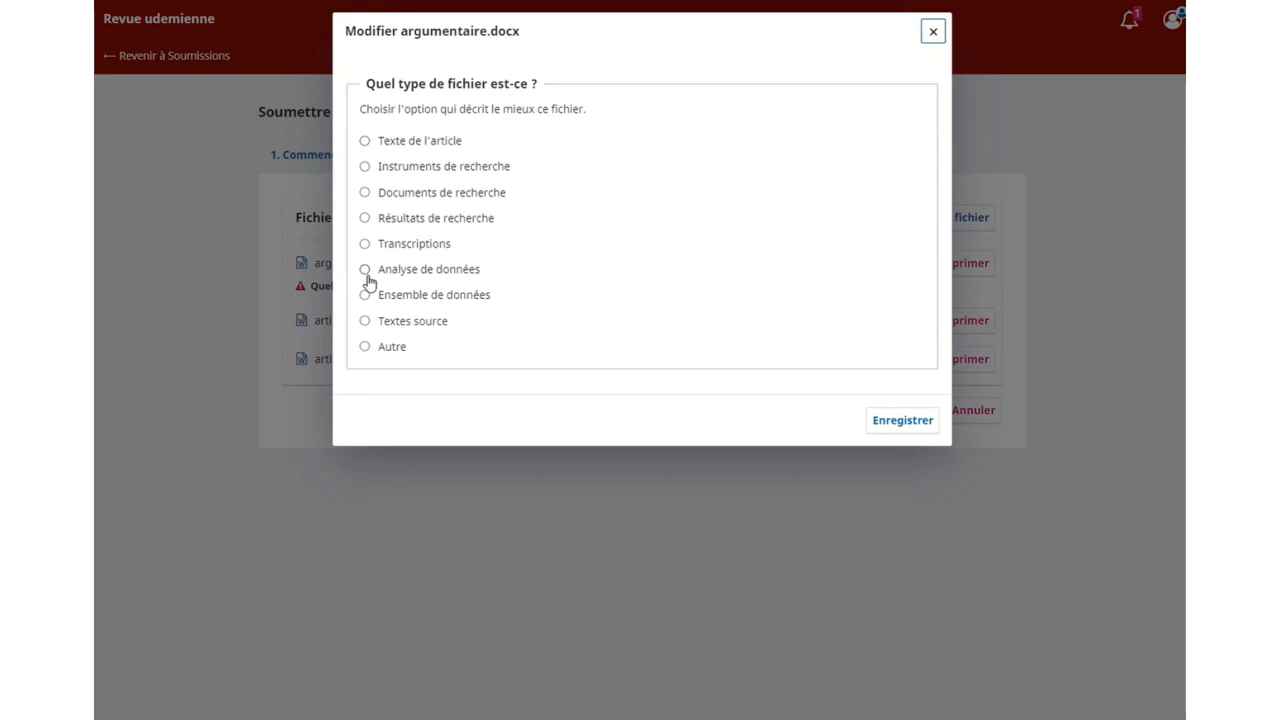 Revue udemienne
1
← Revenir à Soumissions
Modifier argumentaire.docx
×
Soumettre
1. Commen
Quel type de fichier est-ce ?
Choisir l'option qui décrit le mieux ce fichier.
Texte de l'article
Instruments de recherche
Documents de recherche
Résultats de recherche
Transcriptions
Analyse de données
Ensemble de données
Textes source
Autre
Enregistrer
Fichie
fichier
arg
primer
Quel
arti
primer
arti
primer
Annuler